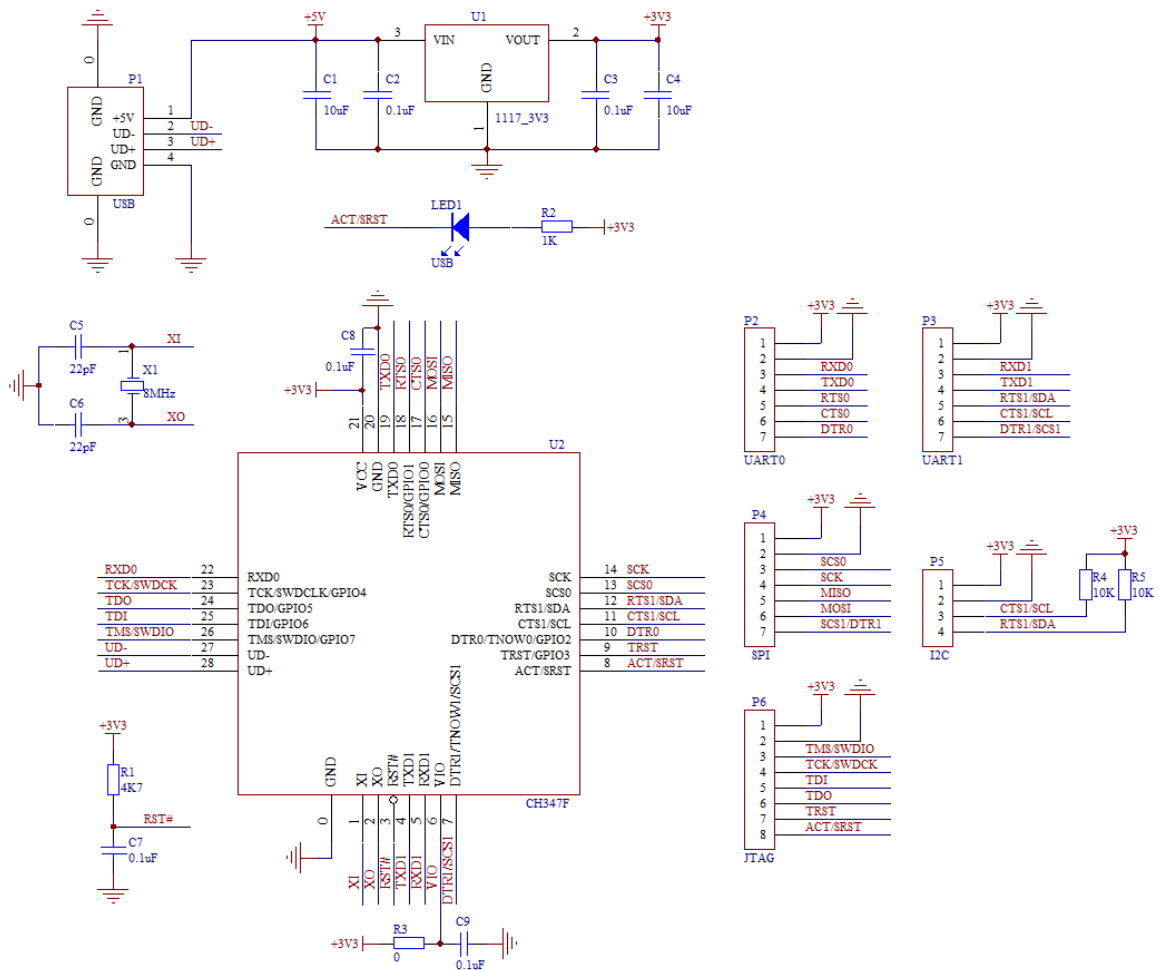 +5V
U1
+3V3
3
VIN
VOUT
2
GND
1
1117_3V3
C1
10uF
C2
0.1uF
C3
0.1uF
C4
10uF
0
P1
GND
+5V
1
UD-
2
UD-
UD+
3
UD+
GND
4
GND
USB
0
ACT/SRST
LED1
USB
R2
1K
+3V3
C5
22pF
XI
1
X1
8MHz
3
C6
22pF
XO
C8
0.1uF
+3V3
TXD0
RTS0
CTS0
MOSI
MISO
21
20
19
18
17
16
15
U2
VCC
GND
TXD0
RTS0/GPIO1
CTS0/GPIO0
MOSI
MISO
RXD0 22 RXD0
TCK/SWDCK 23 TCK/SWDCLK/GPIO4
TDO 24 TDO/GPIO5
TDI 25 TDI/GPIO6
TMS/SWDIO 26 TMS/SWDIO/GPIO7
UD- 27 UD-
UD+ 28 UD+
SCK 14 SCK
SCS0 13 SCS0
RTS1/SDA 12 RTS1/SDA
CTS1/SCL 11 CTS1/SCL
DTR0/TNOW0/GPIO2 10 DTR0
TRST/GPIO3 9 TRST
ACT/SRST 8 ACT/SRST
GND
XI
XO
RST#
TXD1
RXD1
VIO
DTR1/TNOW1/SCS1
CH347F
0
1
2
3
4
5
6
7
XI
XO
RST#
TXD1
RXD1
VIO
DTR1/SCS1
+3V3
R3
0
C9
0.1uF
+3V3
R1
4K7
RST#
C7
0.1uF
P2
+3V3
1
2
3 RXD0
4 TXD0
5 RTS0
6 CTS0
7 DTR0
UART0
P3
+3V3
1
2
3 RXD1
4 TXD1
5 RTS1/SDA
6 CTS1/SCL
7 DTR1/SCS1
UART1
P4
+3V3
1
2
3 SCS0
4 SCK
5 MISO
6 MOSI
7 SCS1/DTR1
SPI
P5
+3V3
+3V3
R4
10K
R5
10K
1
2
3 CTS1/SCL
4 RTS1/SDA
I2C
P6
+3V3
1
2
3 TMS/SWDIO
4 TCK/SWDCK
5 TDI
6 TDO
7 TRST
8 ACT/SRST
JTAG